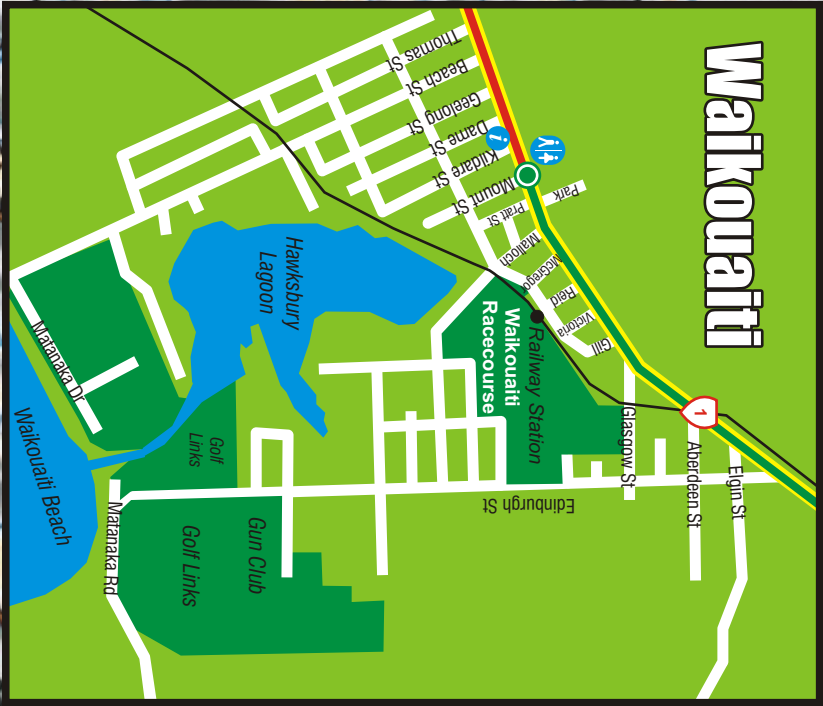 Waikouaiti
Thomas St
Beach St
Geelong St
Dame St
Kildare St
Mount St
Pratt St
Park
Malloch
McGregor
Reid
Victoria
Gill
i
1
Hawksbury
Lagoon
Waikouaiti
Racecourse
Railway Station
Glasgow St
Aberdeen St
Elgin St
Edinburgh St
Matanaka Dr
Golf
Links
Waikouaiti Beach
Matanaka Rd
Golf Links
Gun Club